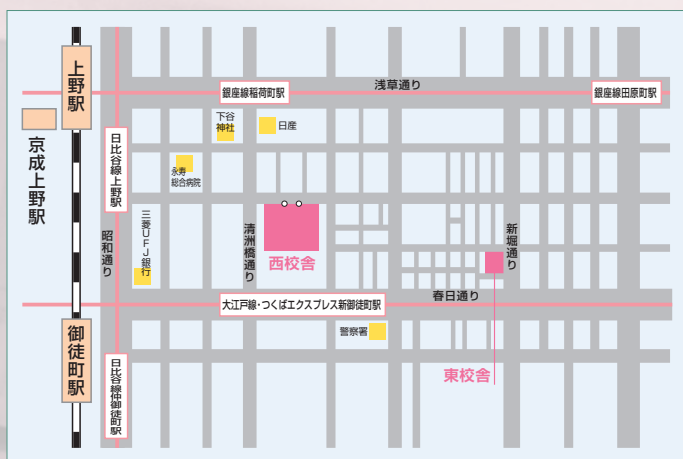 上野駅
京成上野駅
日比谷線上野駅
昭和通り
御徒町駅
日比谷線仲御徒町駅
浅草通り
銀座線稲荷町駅
銀座線田原町駅
下谷
神社
日産
永寿
総合病院
三菱UFJ銀行
清洲橋通り
西校舎
新堀通り
春日通り
大江戸線・つくばエクスプレス新御徒町駅
警察署
東校舎